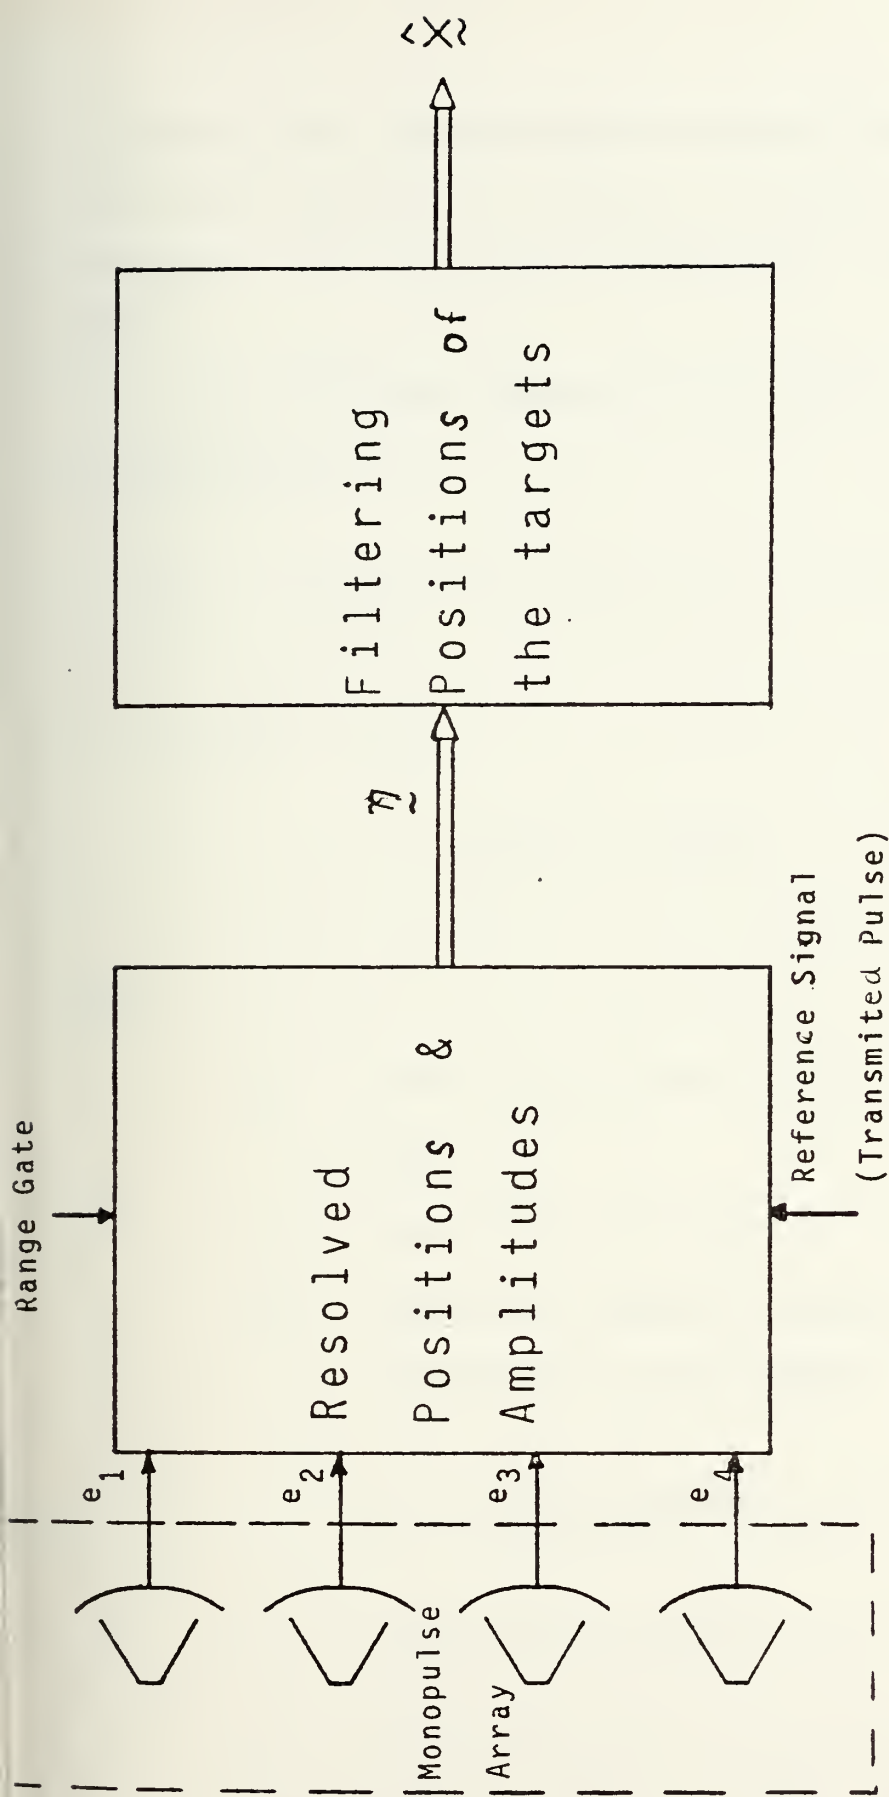 Range Gate
e1
e2
e3
e4
Monopulse
Array
Resolved
Positions &
Amplitudes
Reference Signal
(Transmited Pulse)
η̰
Filtering
Positions of
the targets
X̰̂